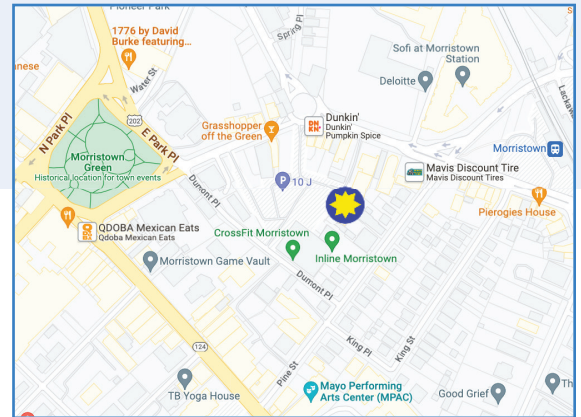 Pioneer Park
1776 by David
Burke featuring...
Water St
Spring Pl
Sofi at Morristown
Station
Deloitte
202
N Park Pl
E Park Pl
Grasshopper
off the Green
DN
KN'
Dunkin'
Dunkin'
Pumpkin Spice
Morristown
Morristown
Green
Historical location for town events
Mavis Discount Tire
Mavis Discount Tires
Dumont Pl
P 10 J
Pierogies House
QDOBA Mexican Eats
Qdoba Mexican Eats
CrossFit Morristown
Inline Morristown
Morristown Game Vault
Dumont Pl
King Pl
King St
124
Pine St
TB Yoga House
Mayo Performing
Arts Center (MPAC)
Good Grief